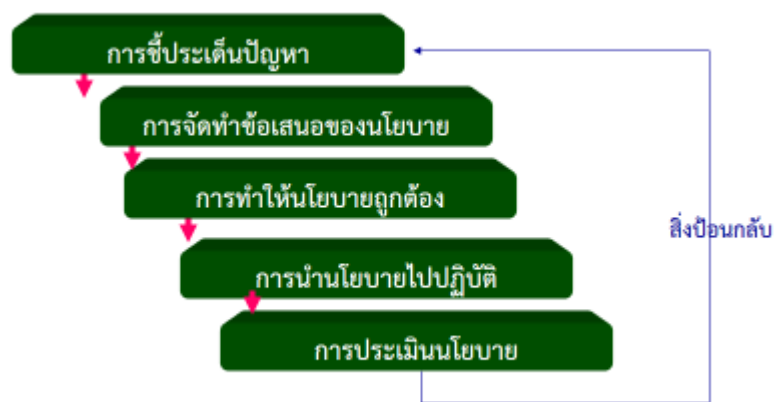 การชี้ประเด็นปัญหา
การจัดทำข้อเสนอของนโยบาย
การทำให้นโยบายถูกต้อง
สิ่งป้อนกลับ
การนำนโยบายไปปฏิบัติ
การประเมินนโยบาย